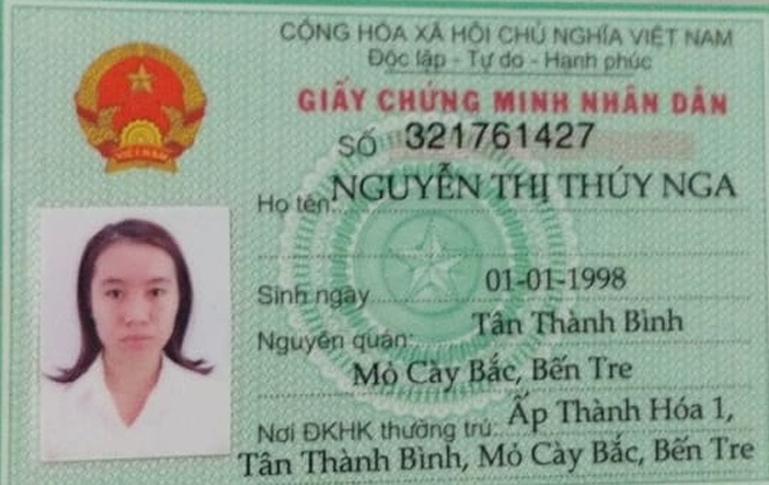 CỘNG HÒA XÃ HỘI CHỦ NGHĨA VIỆT NAM
Độc lập - Tự do - Hạnh phúc
GIẤY CHỨNG MINH NHÂN DÂN
SỐ 321761427
Họ tên: NGUYỄN THỊ THÚY NGA
Sinh ngày 01-01-1998
Nguyên quán: Tân Thành Bình
Mỏ Cày Bắc, Bến Tre
Nơi ĐKHK thường trú: Ấp Thành Hóa 1,
Tân Thành Bình, Mỏ Cày Bắc, Bến Tre
VIỆT NAM